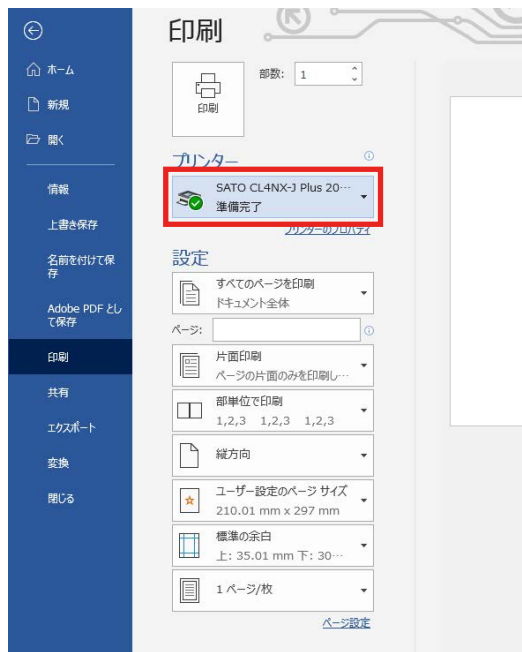 印刷
ホーム
新規
開く
情報
上書き保存
名前を付けて保
存
Adobe PDF とし
て保存
印刷
共有
エクスポート
変換
閉じる
印刷
部数: 1
プリンター
SATO CL4NX-J Plus 20…
準備完了
プリンターのプロパティ
設定
すべてのページを印刷
ドキュメント全体
ページ:
片面印刷
ページの片面のみを印刷し…
部単位で印刷
1,2,3 1,2,3 1,2,3
縦方向
ユーザー設定のページ サイズ
210.01 mm x 297 mm
標準の余白
上: 35.01 mm 下: 30…
1 ページ/枚
ページ設定